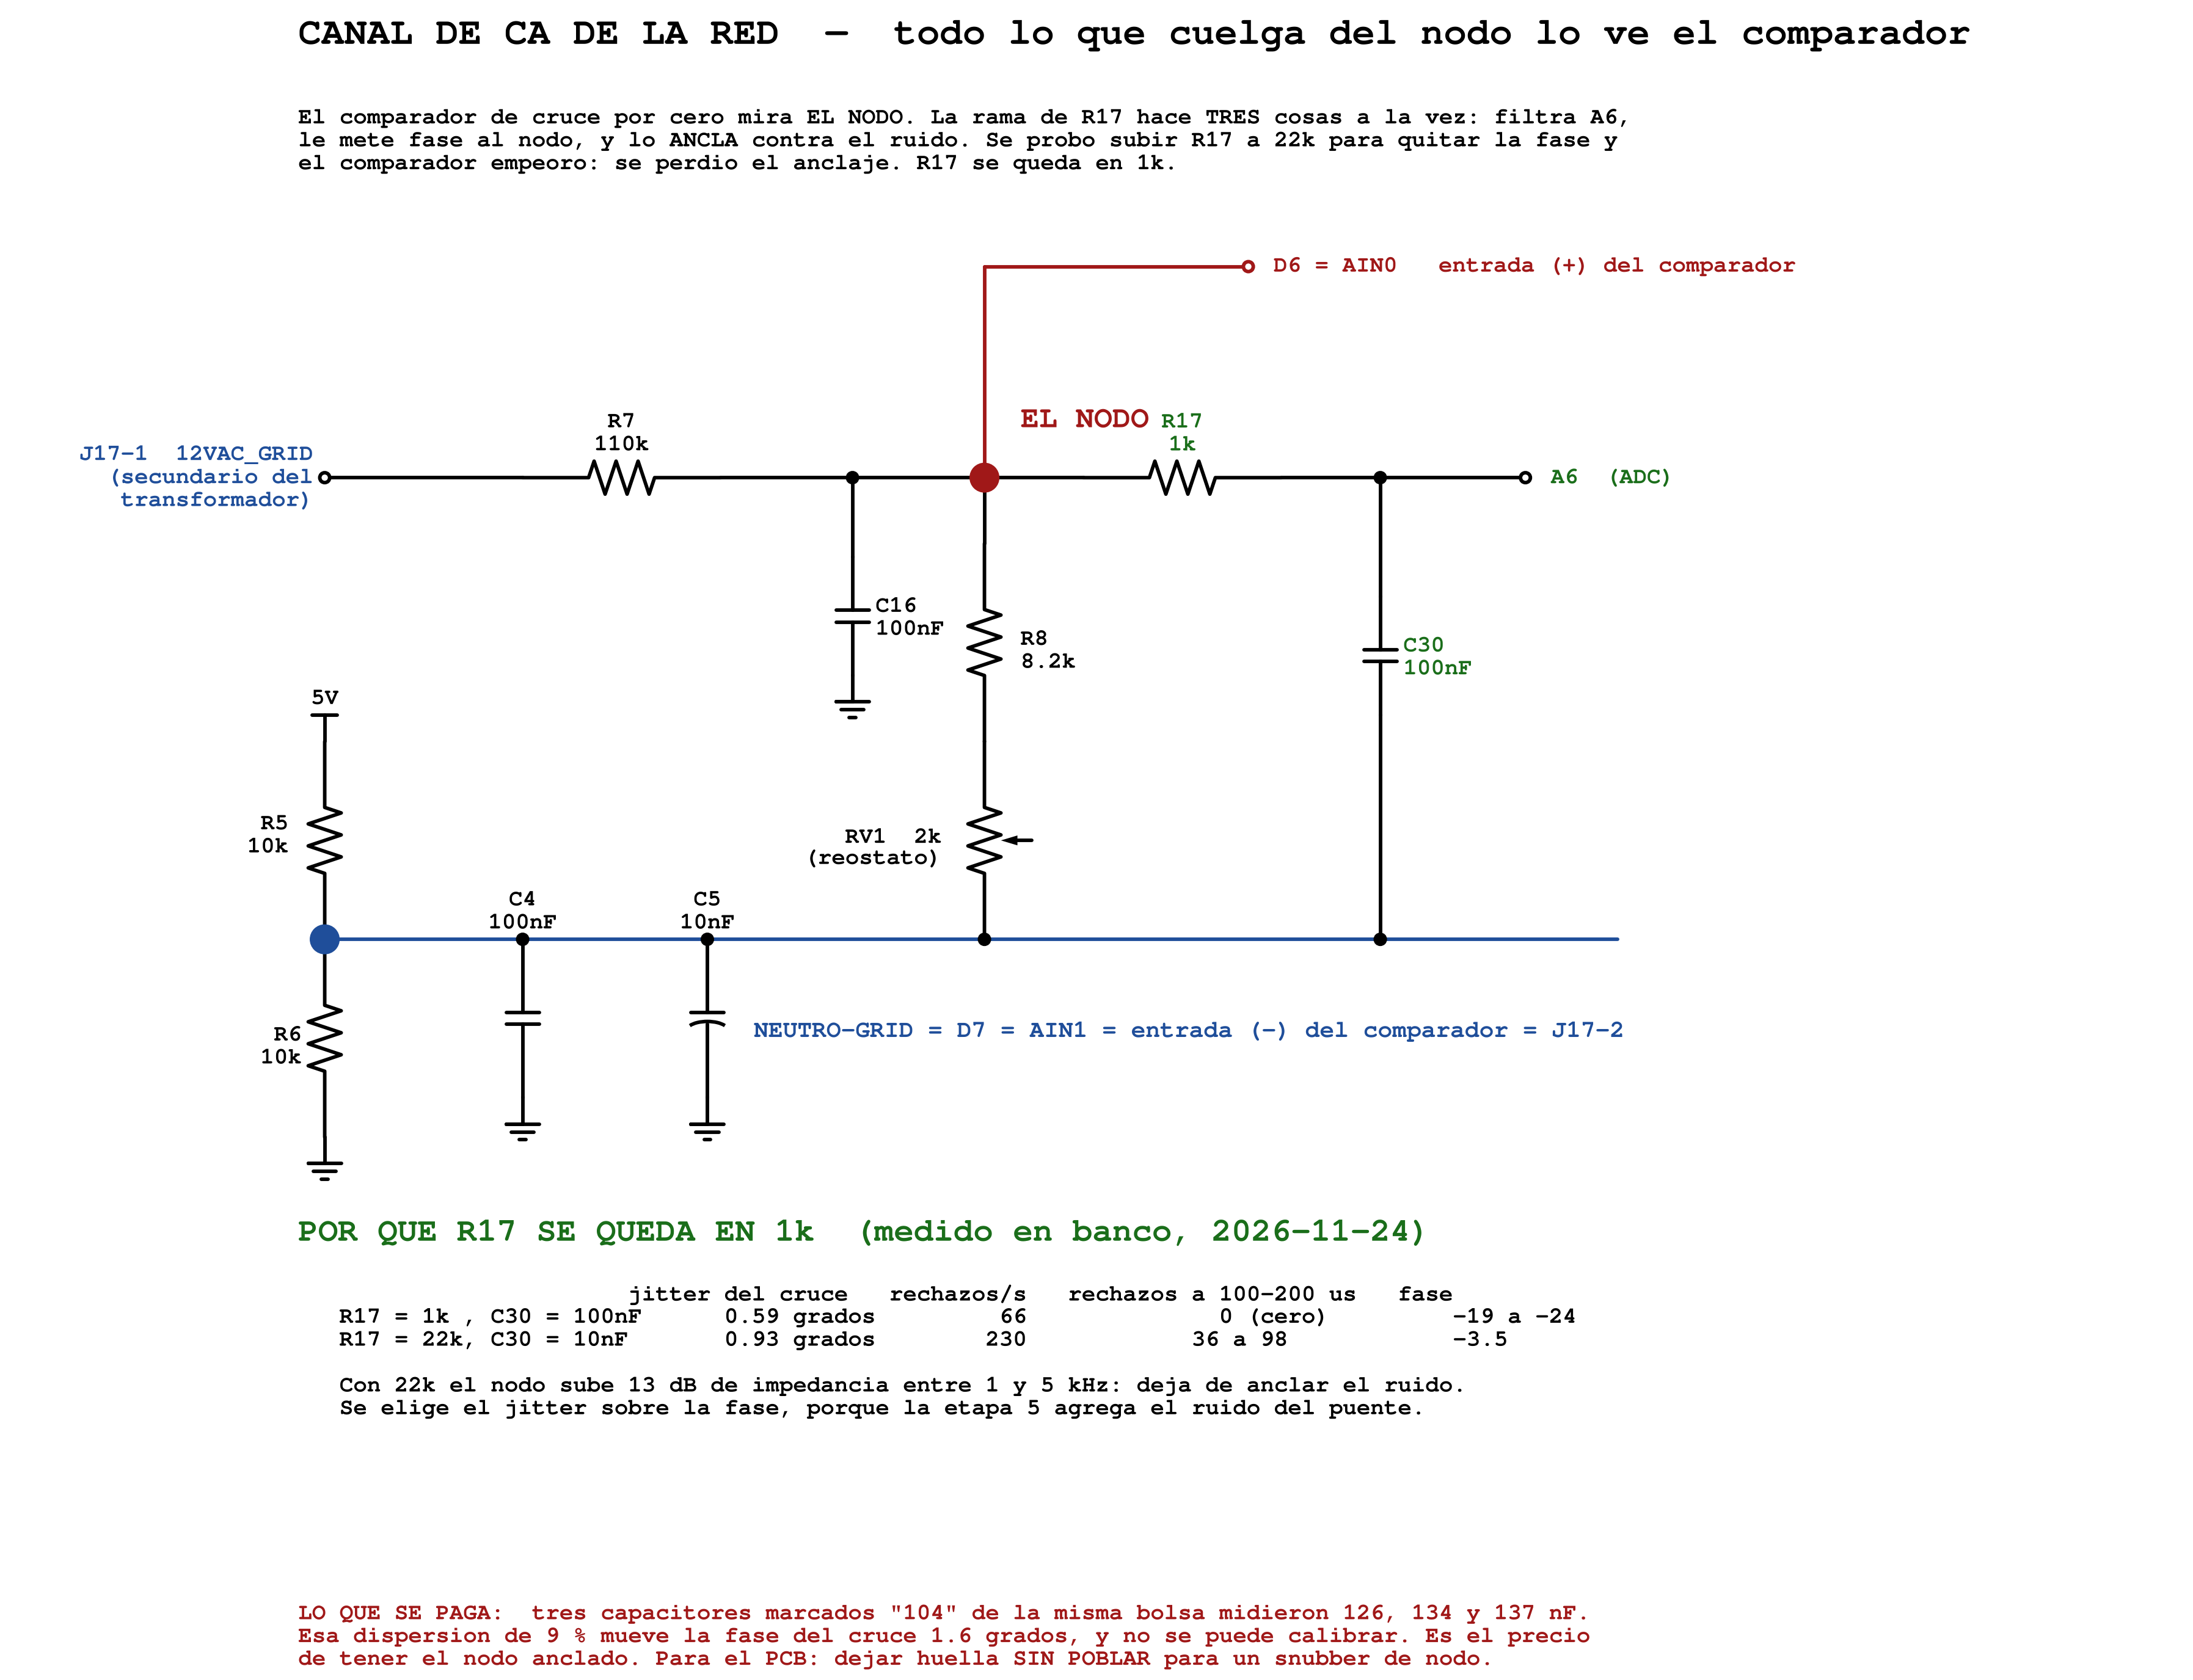 CANAL DE CA DE LA RED - todo lo que cuelga del nodo lo ve el comparador
El comparador de cruce por cero mira EL NODO. La rama de R17 hace TRES cosas a la vez: filtra A6,
le mete fase al nodo, y lo ANCLA contra el ruido. Se probo subir R17 a 22k para quitar la fase y
el comparador empeoro: se perdio el anclaje. R17 se queda en 1k.
D6 = AIN0 entrada (+) del comparador
R7
110k
EL NODO
R17
1k
J17-1 12VAC_GRID
(secundario del
transformador)
A6 (ADC)
C16
100nF
R8
8.2k
C30
100nF
5V
R5
10k
RV1 2k
(reostato)
C4
100nF
C5
10nF
R6
10k
NEUTRO-GRID = D7 = AIN1 = entrada (-) del comparador = J17-2
POR QUE R17 SE QUEDA EN 1k (medido en banco, 2026-11-24)
jitter del cruce rechazos/s rechazos a 100-200 us fase
R17 = 1k , C30 = 100nF 0.59 grados 66 0 (cero) -19 a -24
R17 = 22k, C30 = 10nF 0.93 grados 230 36 a 98 -3.5
Con 22k el nodo sube 13 dB de impedancia entre 1 y 5 kHz: deja de anclar el ruido.
Se elige el jitter sobre la fase, porque la etapa 5 agrega el ruido del puente.
LO QUE SE PAGA: tres capacitores marcados "104" de la misma bolsa midieron 126, 134 y 137 nF.
Esa dispersion de 9 % mueve la fase del cruce 1.6 grados, y no se puede calibrar. Es el precio
de tener el nodo anclado. Para el PCB: dejar huella SIN POBLAR para un snubber de nodo.